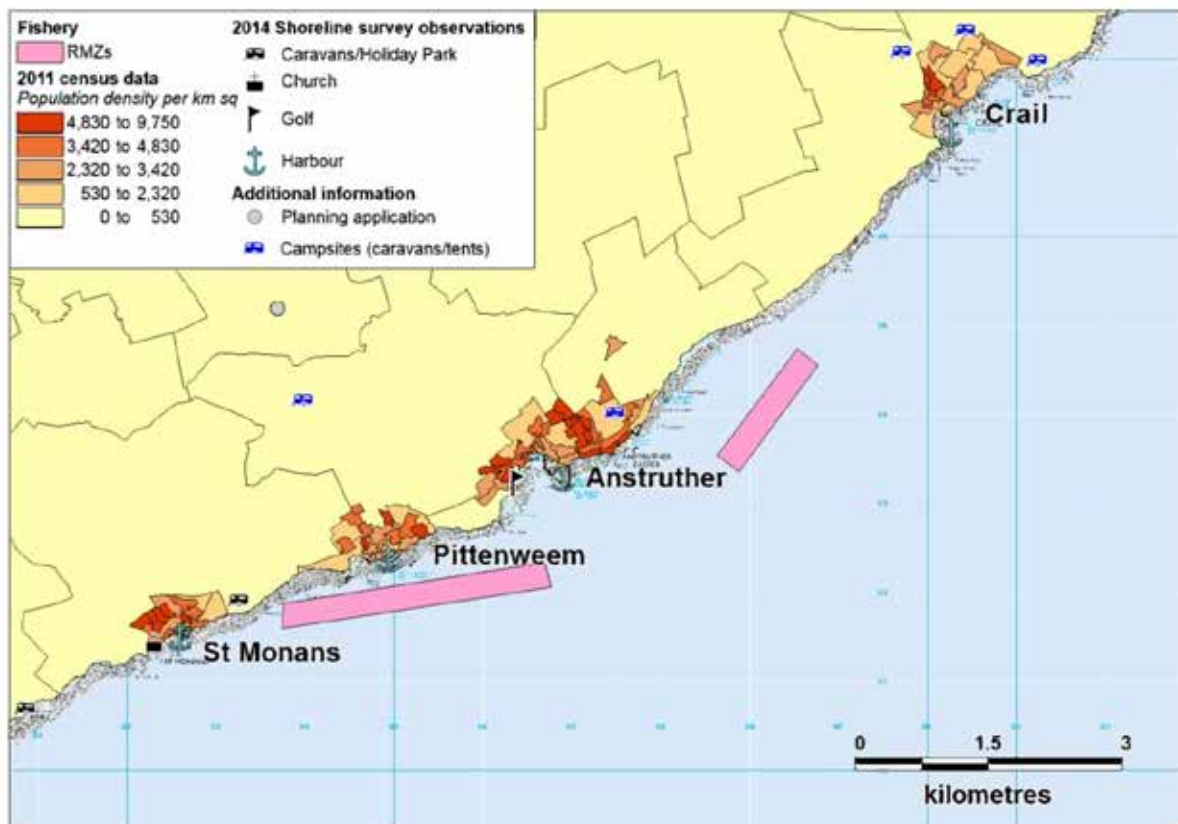 Fishery
RMZs
2011 census data
Population density per km sq
4,830 to 9,750
3,420 to 4,830
2,320 to 3,420
530 to 2,320
0 to 530
2014 Shoreline survey observations
Caravans/Holiday Park
Church
Golf
Harbour
Additional information
Planning application
Campsites (caravans/tents)
Crail
Anstruther
Pittenweem
St Monans
0 1.5 3
kilometres